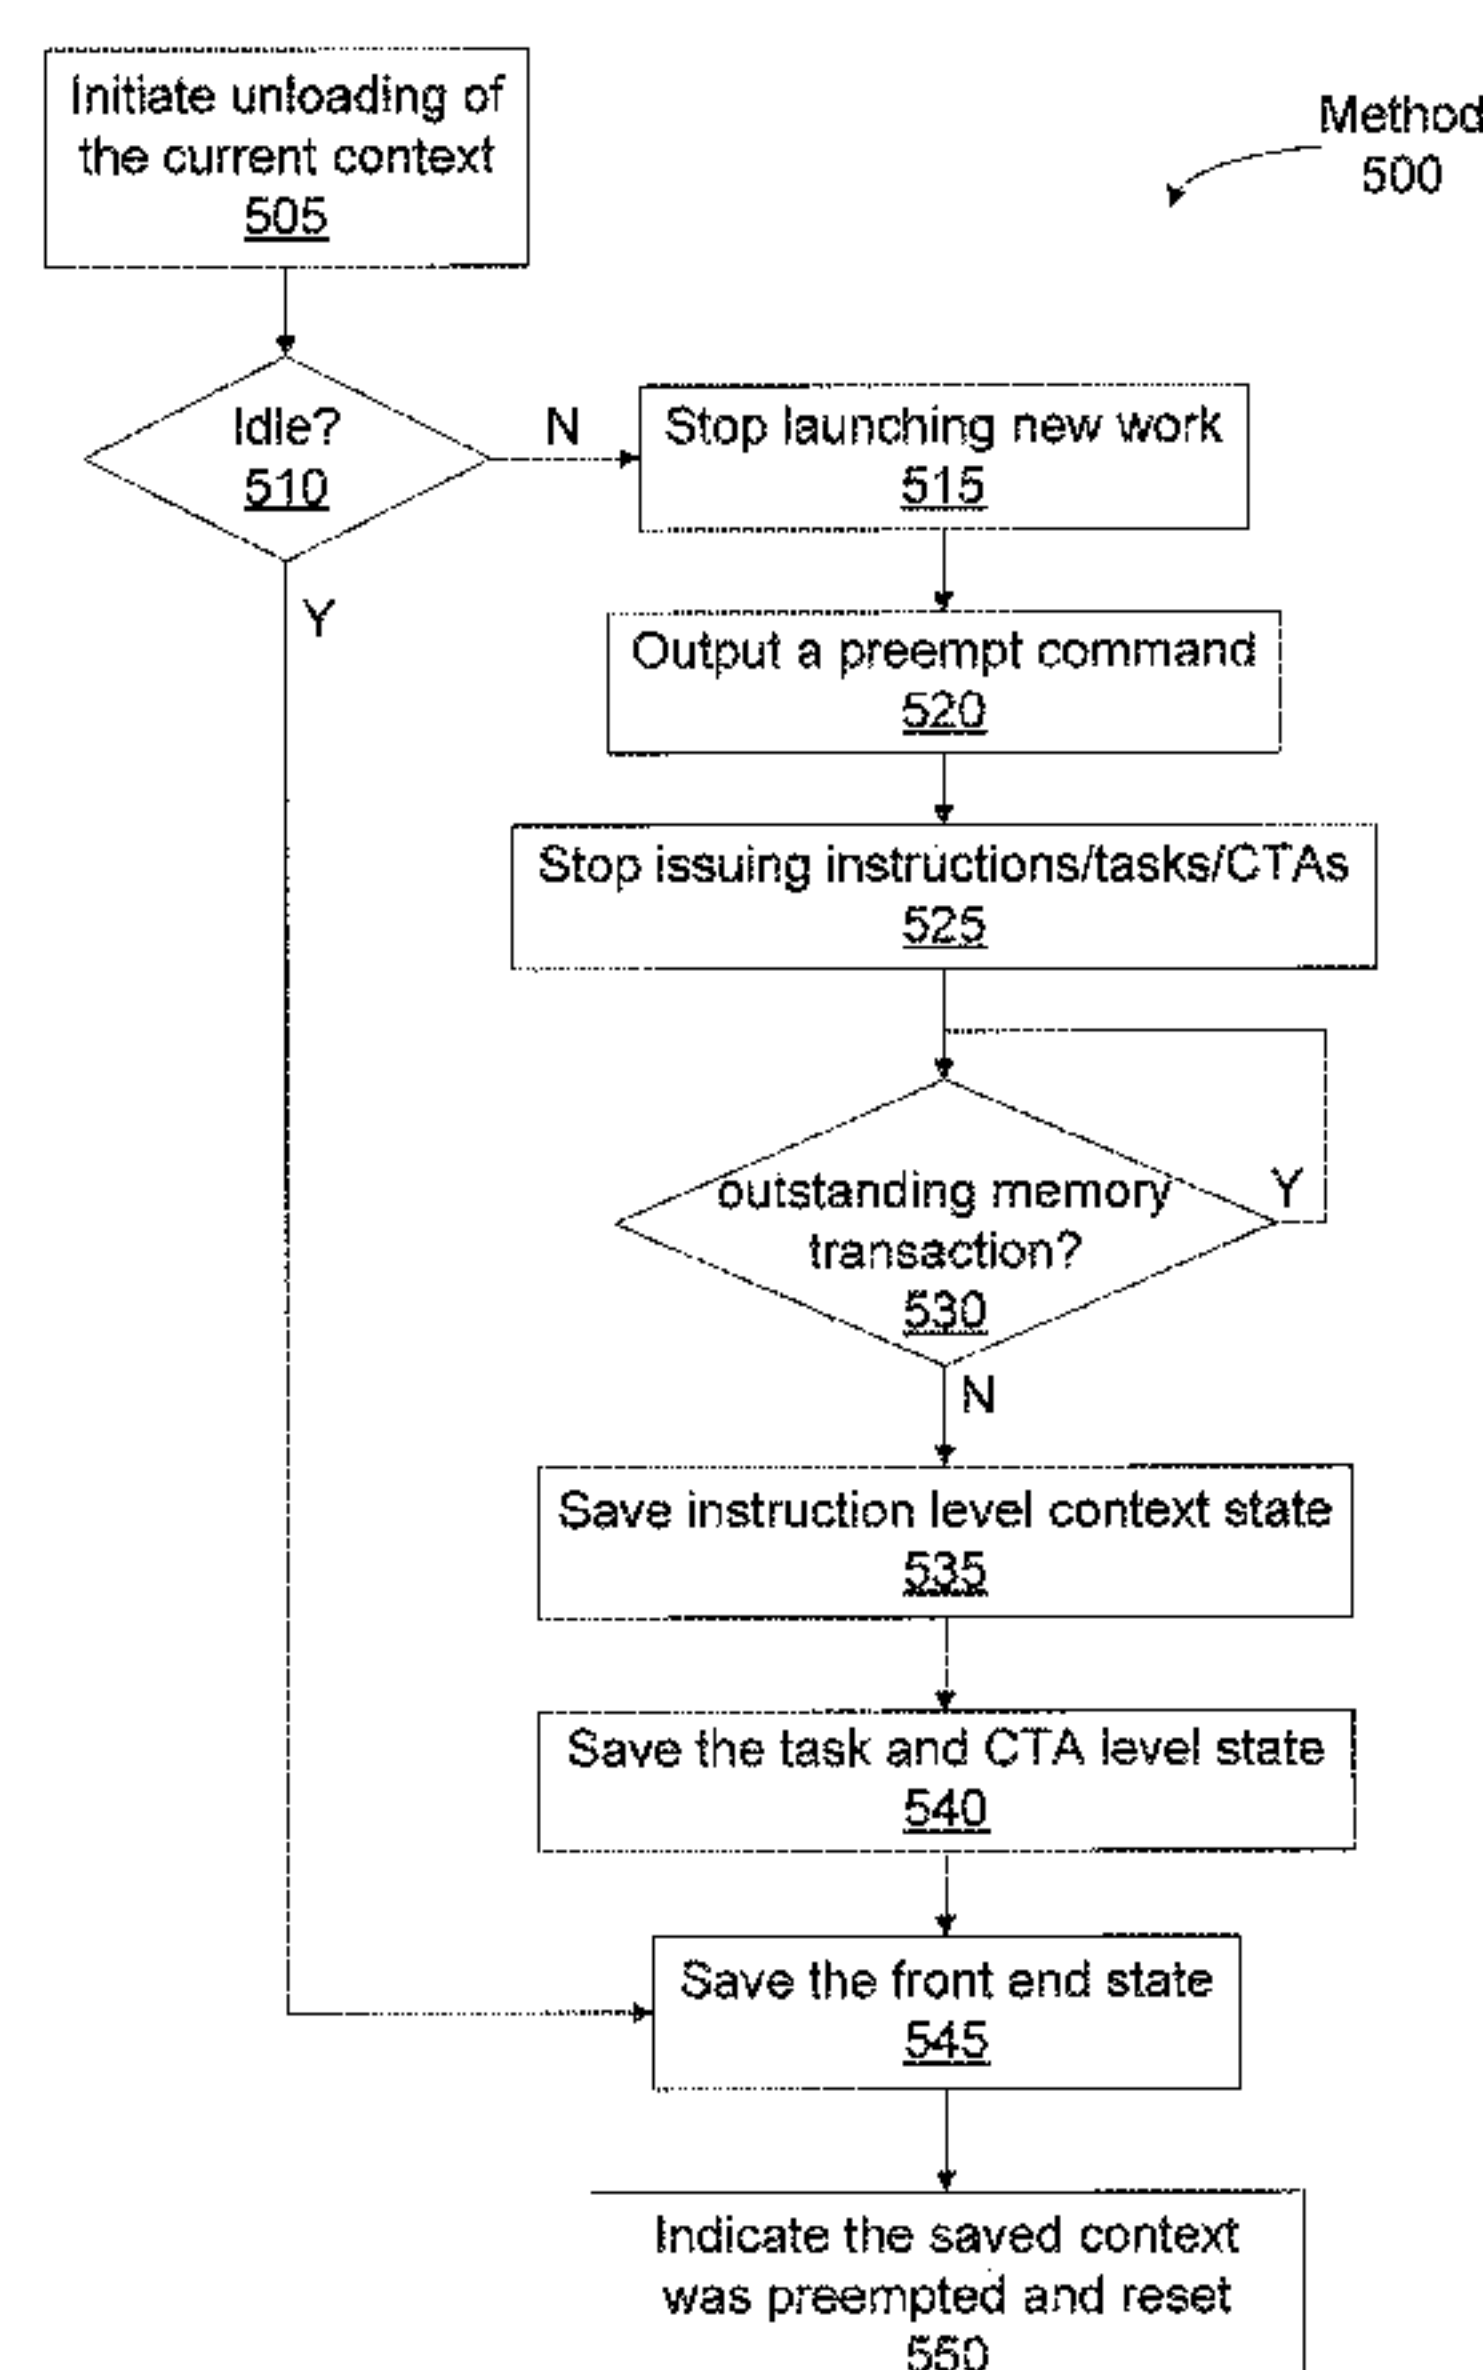 Initiate unloading of
the current context
505
Method
500
Idle?
510
N
Y
Stop launching new work
515
Output a preempt command
520
Stop issuing instructions/tasks/CTAs
525
outstanding memory
transaction?
530
Y
N
Save instruction level context state
535
Save the task and CTA level state
540
Save the front end state
545
Indicate the saved context
was preempted and reset
550